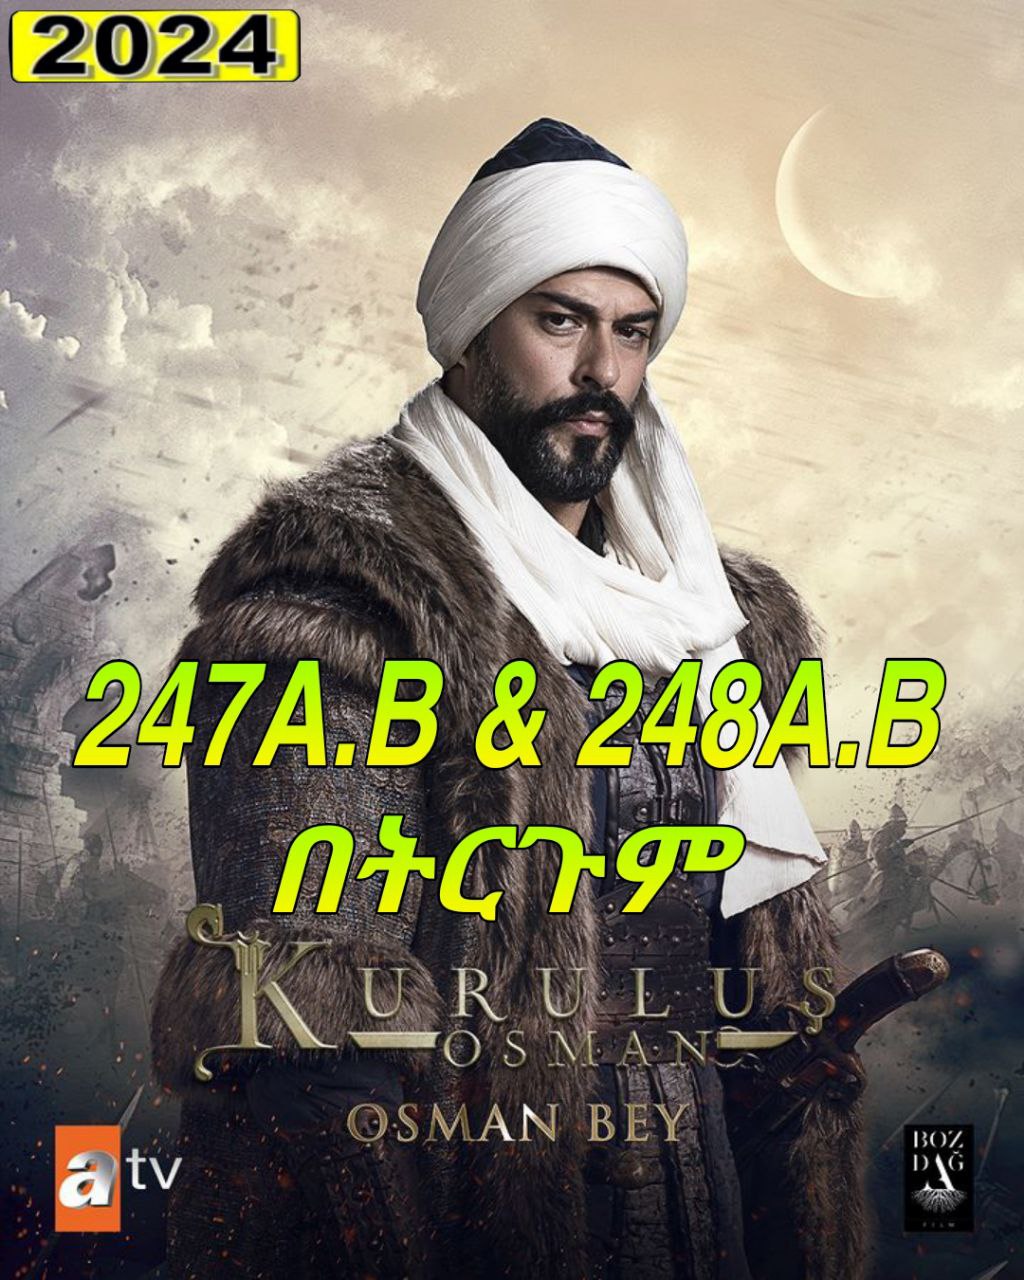 2024
247A.B & 248A.B
በትርጉም
KURULUŞ
OSMAN
OSMAN BEY
atv
BOZ
DAĞ
FILM